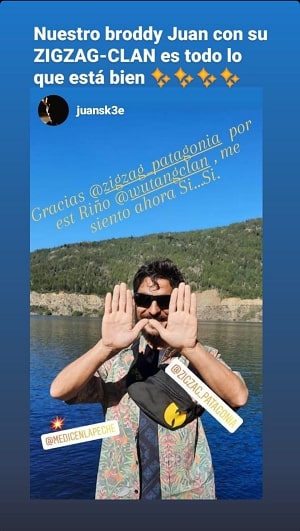 Nuestro broddy Juan con su
ZIGZAG-CLAN es todo lo
que está bien ✨✨✨✨
juansk3e
Gracias @zigzag_patagonia por
est Riño @wutangclan , me
siento ahora Si...Si.
@ZIGZAG_PATAGONIA
@MEDICENLAPECHE